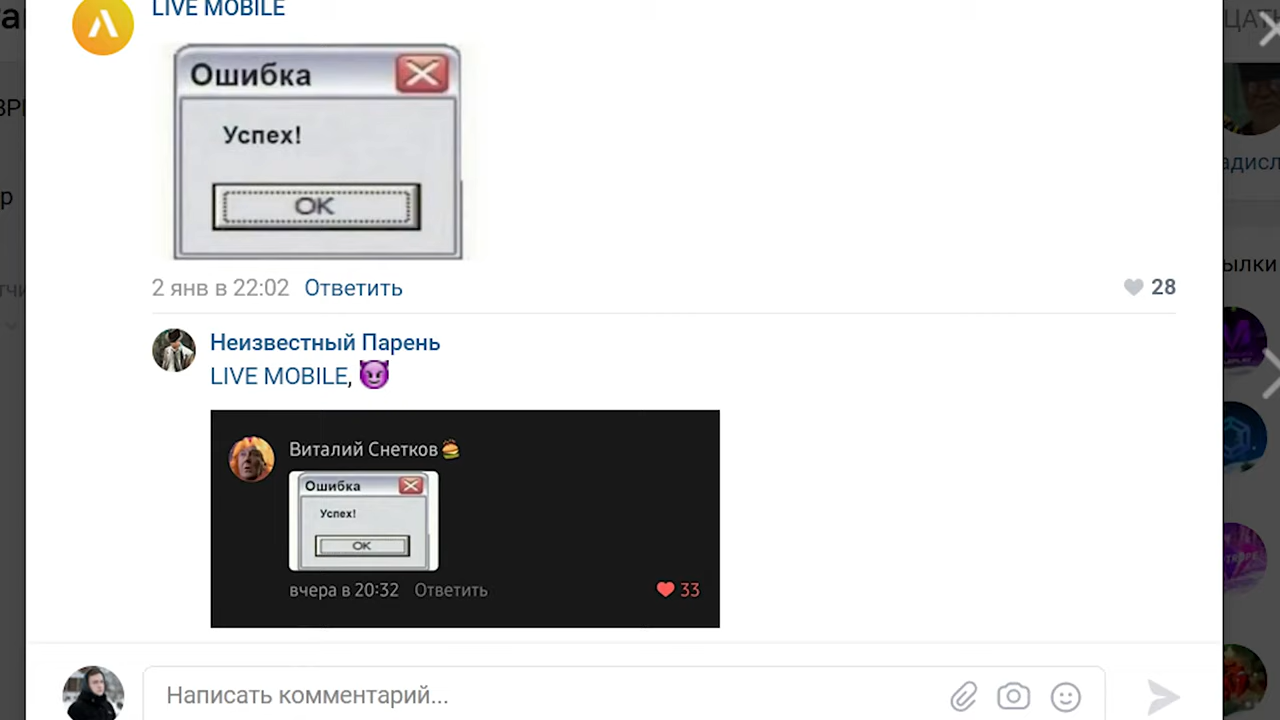 LIVE MOBILE
Ошибка
Успех!
OK
2 янв в 22:02 Ответить 28
Неизвестный Парень
LIVE MOBILE,
Виталий Снетков
Ошибка
Успех!
OK
вчера в 20:32 Ответить 33
Написать комментарий...